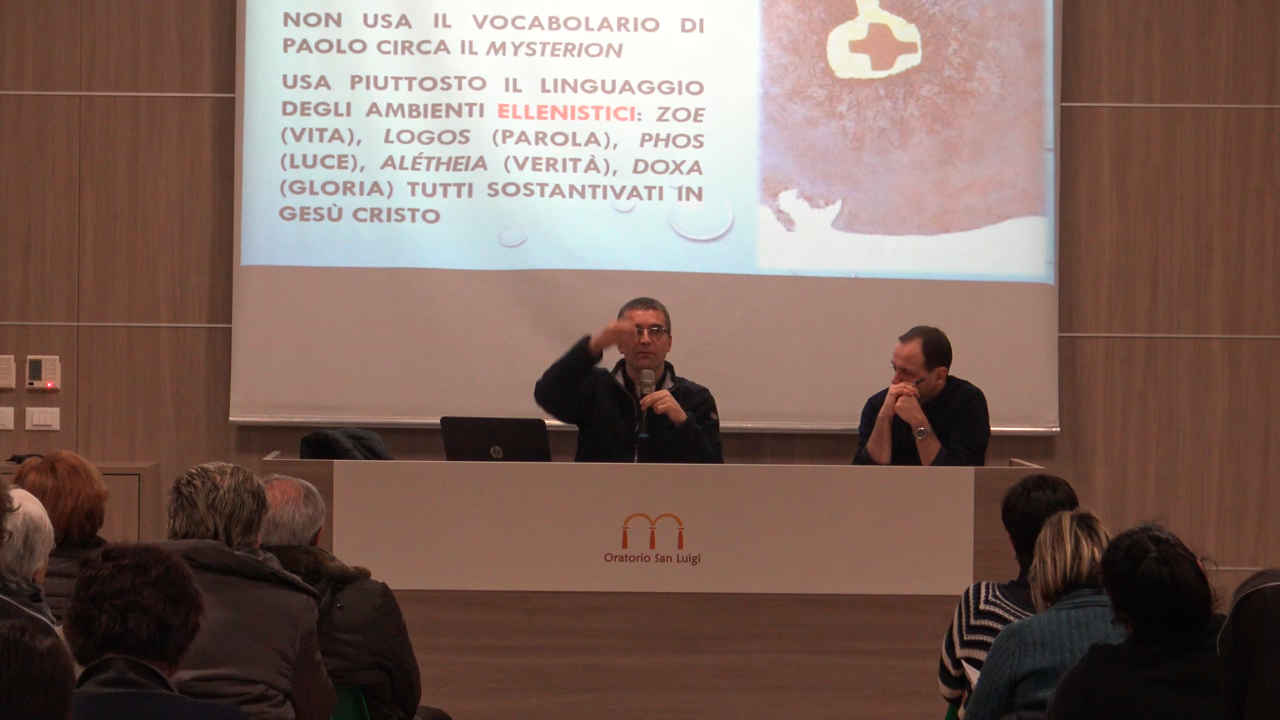 NON USA IL VOCABOLARIO DI
PAOLO CIRCA IL MYSTERION
USA PIUTTOSTO IL LINGUAGGIO
DEGLI AMBIENTI ELLENISTICI: ZOE
(VITA), LOGOS (PAROLA), PHOS
(LUCE), ALÉTHEIA (VERITÀ), DOXA
(GLORIA) TUTTI SOSTANTIVATI IN
GESÙ CRISTO
hp
Oratorio San Luigi